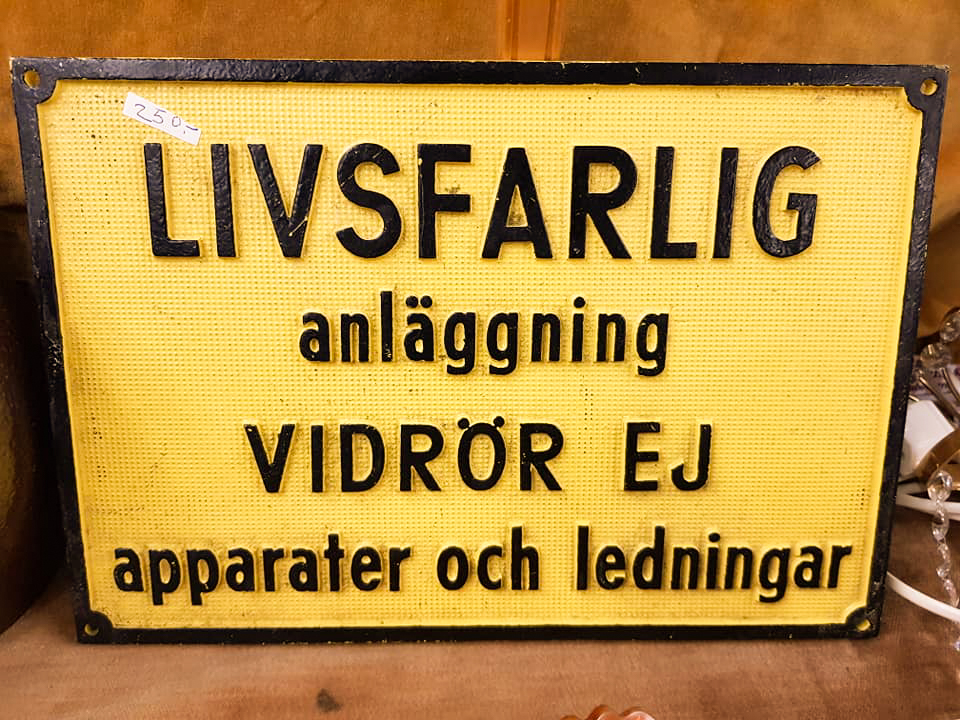 250.-
LIVSFARLIG
anläggning
VIDRÖR EJ
apparater och ledningar